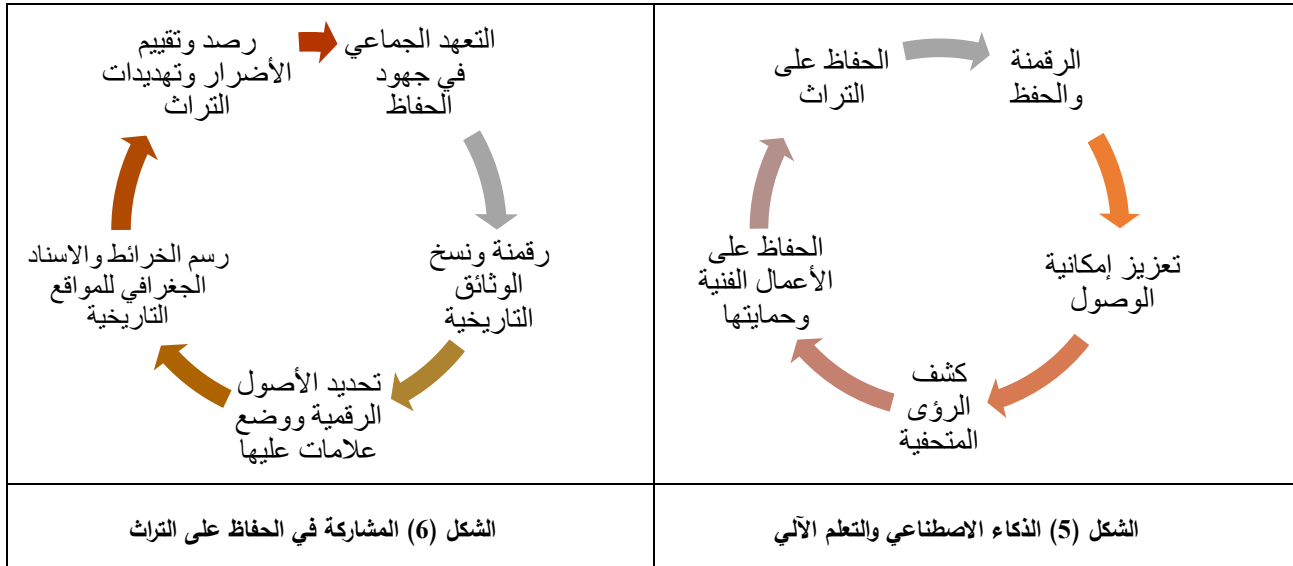 الرقمنة
والحفظ
تعزيز إمكانية
الوصول
كشف
الرؤى
المتحفية
الحفاظ على
الأعمال الفنية
وحمايتها
الحفاظ على
التراث
الشكل (5) الذكاء الاصطناعي والتعلم الآلي
التعهد الجماعي
في جهود
الحفاظ
رقمنة ونسخ
الوثائق
التاريخية
تحديد الأصول
الرقمية ووضع
علامات عليها
رسم الخرائط والاسناد
الجغرافي للمواقع
التاريخية
رصد وتقييم
الأضرار وتهديدات
التراث
الشكل (6) المشاركة في الحفاظ على التراث